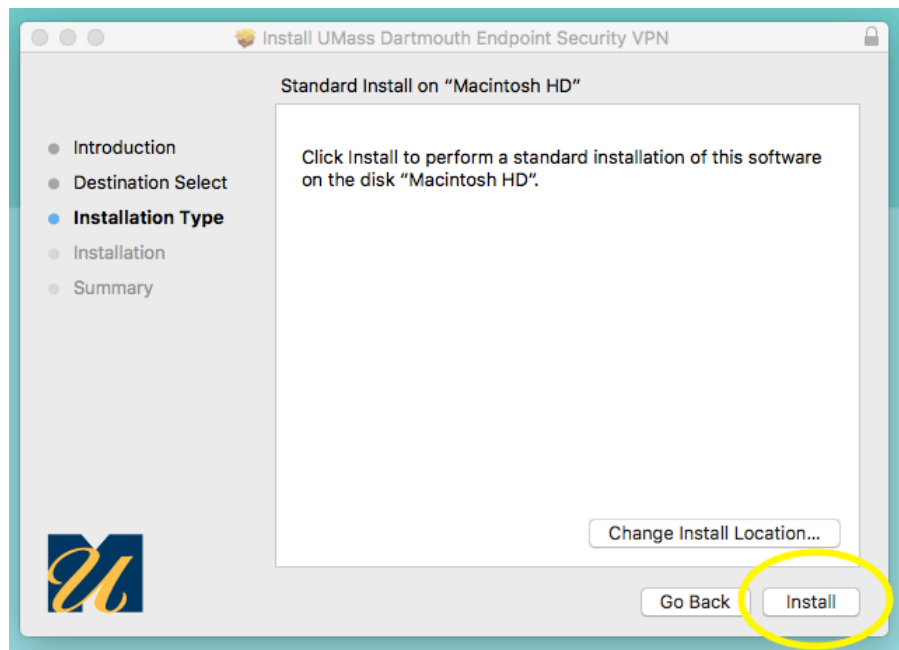 Install UMass Dartmouth Endpoint Security VPN
Standard Install on “Macintosh HD”
Introduction
Destination Select
Installation Type
Installation
Summary
Click Install to perform a standard installation of this software
on the disk “Macintosh HD”.
Change Install Location...
Go Back
Install